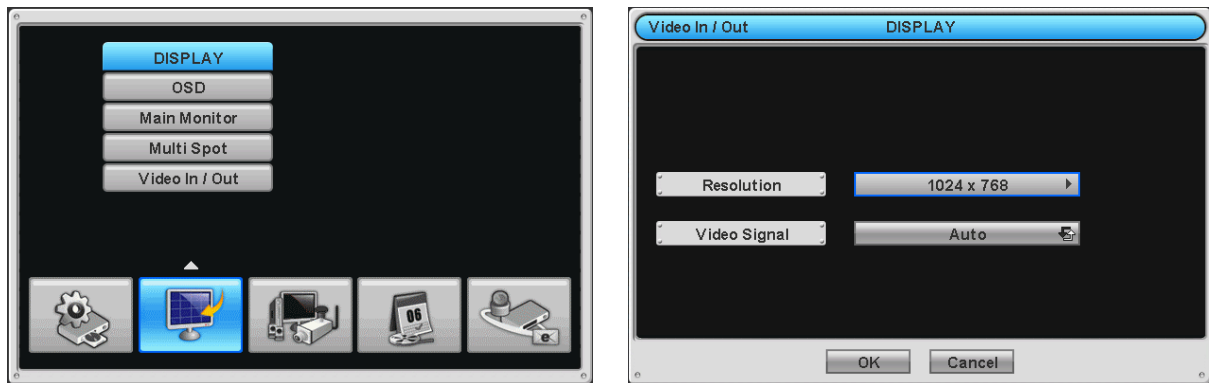 DISPLAY
OSD
Main Monitor
Multi Spot
Video In / Out
06
e
Video In / Out DISPLAY
Resolution 1024 x 768
Video Signal Auto
OK Cancel